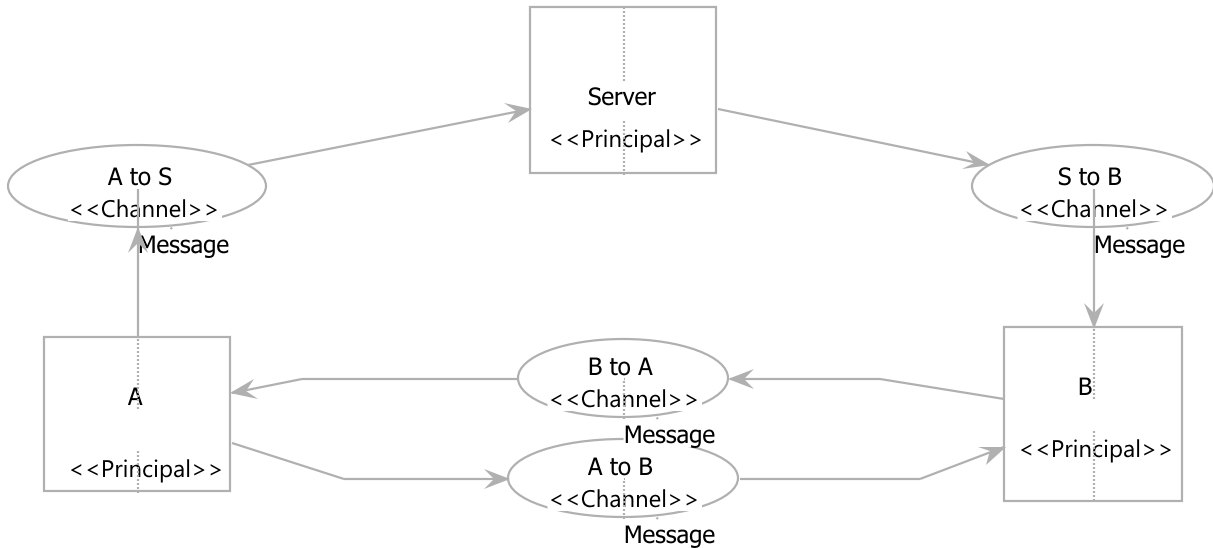 Server
<<Principal>>
A to S
<<Channel>>
Message
S to B
<<Channel>>
Message
A
<<Principal>>
B to A
<<Channel>>
Message
A to B
<<Channel>>
Message
B
<<Principal>>